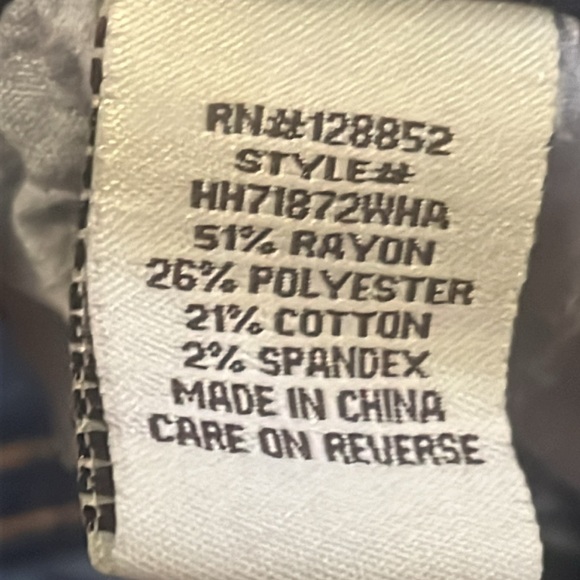 RN#128852
STYLE#
HH71872WHA
51% RAYON
26% POLYESTER
21% COTTON
2% SPANDEX
MADE IN CHINA
CARE ON REVERSE